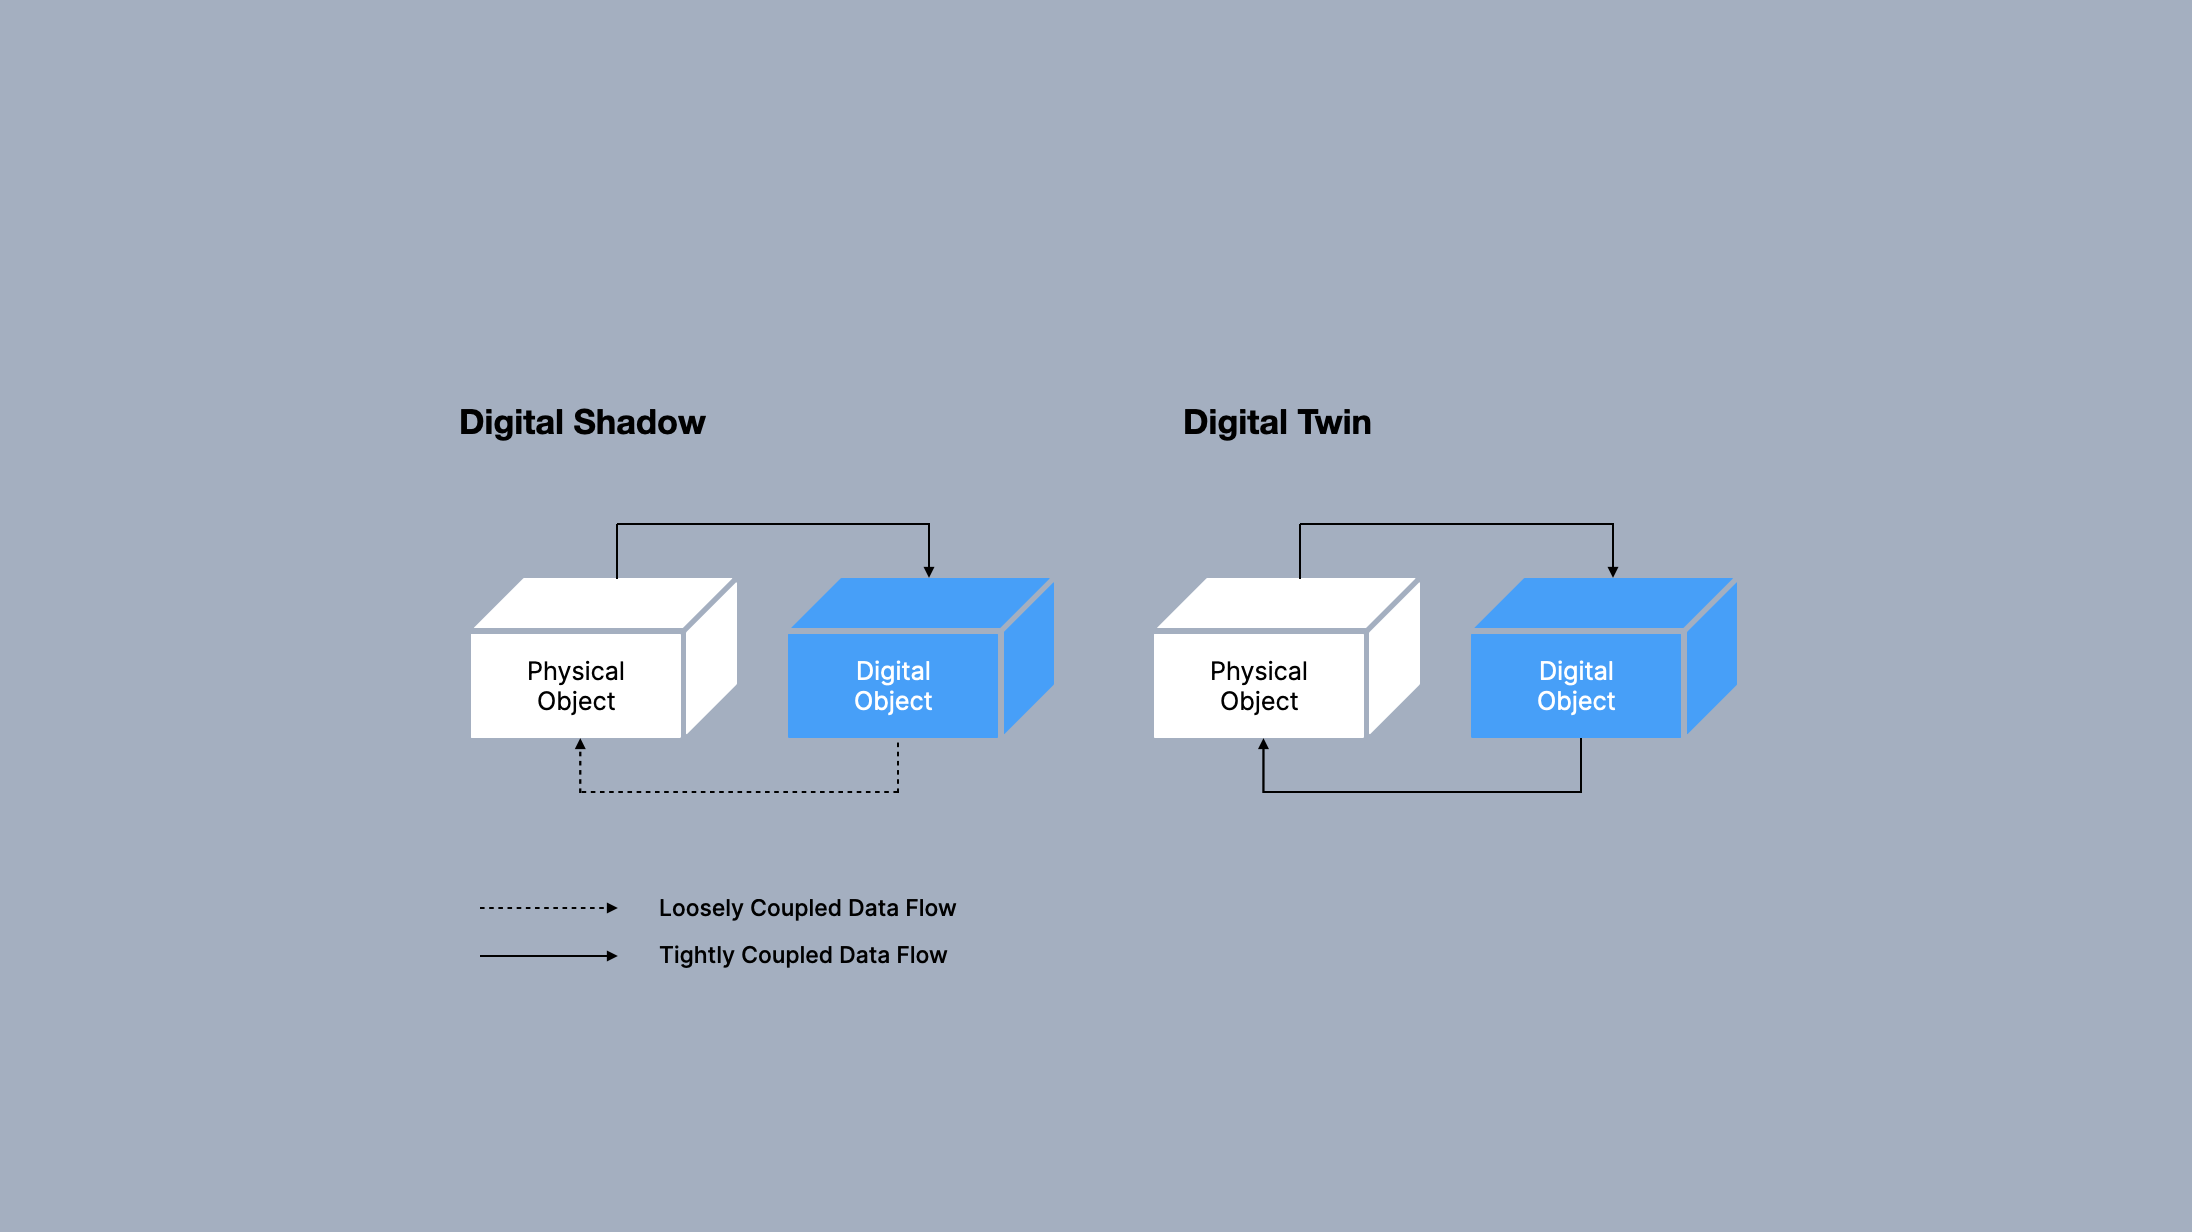 Digital Shadow
Digital Twin
Physical
Object
Digital
Object
Physical
Object
Digital
Object
Loosely Coupled Data Flow
Tightly Coupled Data Flow